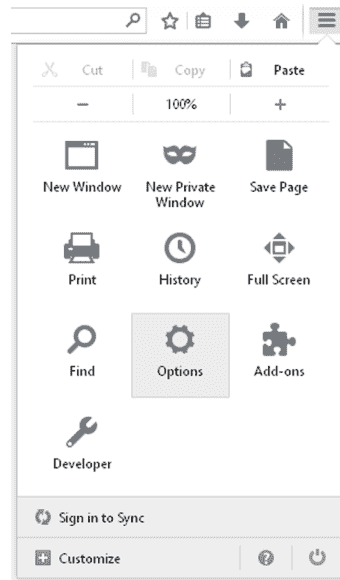 Cut Copy Paste
100%
New Window New Private Window Save Page
Print History Full Screen
Find Options Add-ons
Developer
Sign in to Sync
Customize